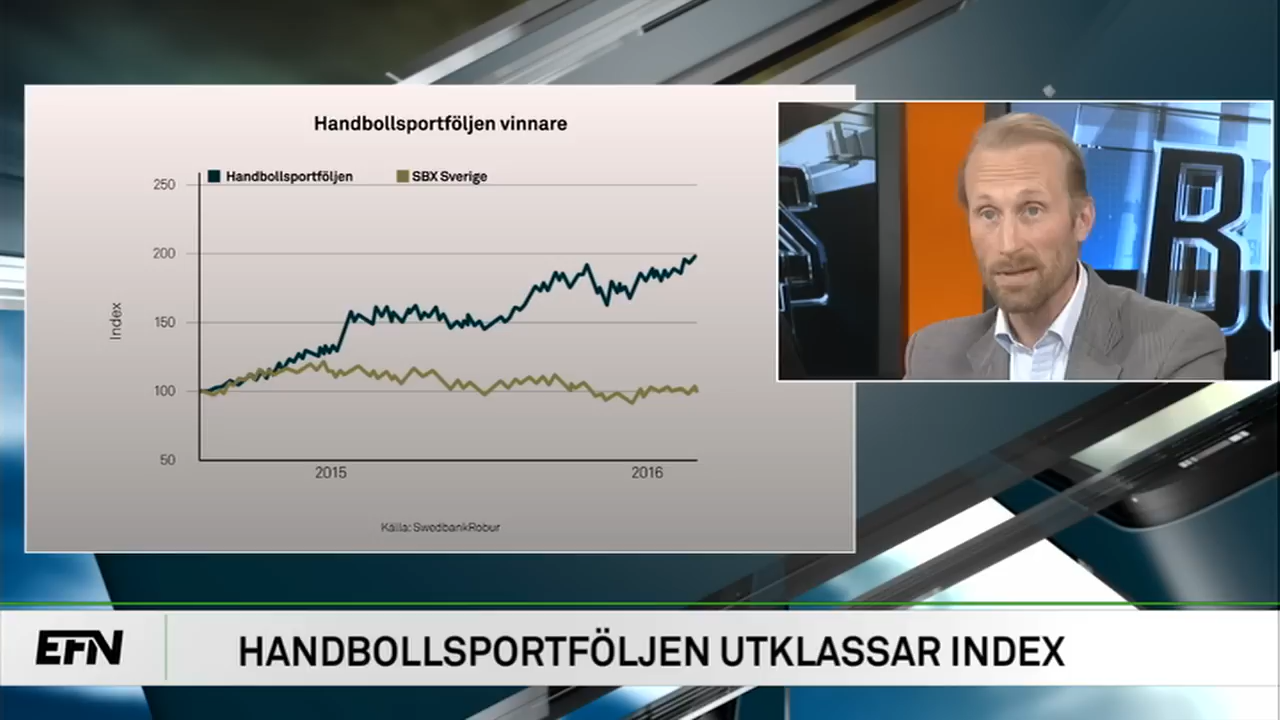 Handbollsportföljen vinnare
Handbollsportföljen SBX Sverige
250
200
150
100
50
Index
2015 2016
Källa: SwedbankRobur
EFN
HANDBOLLSPORTFÖLJEN UTKLASSAR INDEX